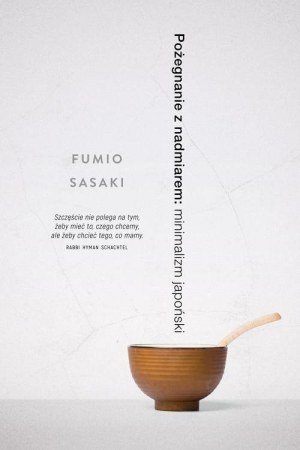 Pożegnanie z nadmiarem: minimalizm japoński
FUMIO
SASAKI
Szczęście nie polega na tym,
żeby mieć to, czego chcemy,
ale żeby chcieć tego, co mamy.
RABBI HYMAN SCHACHTEL